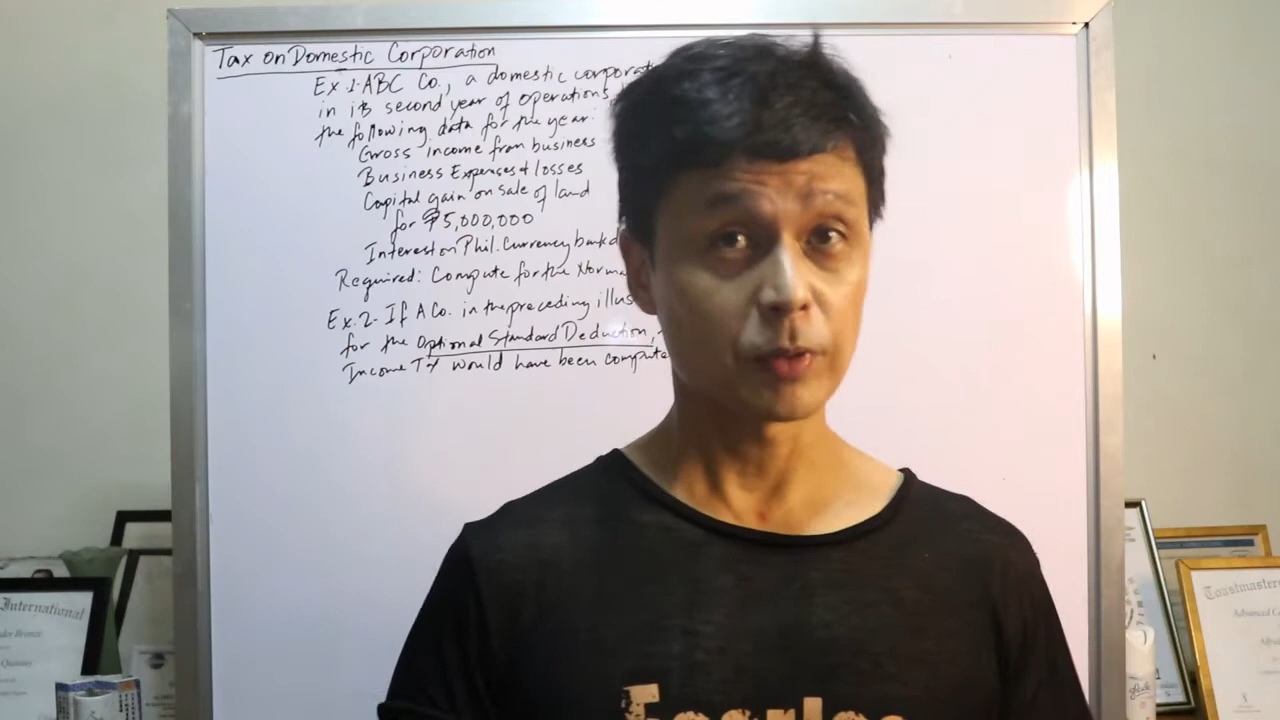 Tax on Domestic Corporation
Ex. 1. ABC Co., a domestic corporat
in its second year of operations
the following data for the year:
Gross income from business
Business Expenses & losses
Capital gain on sale of land
for ₱5,000,000
Interest on Phil. Currency bank d
Required: Compute for the Norma
Ex. 2. If A Co. in the preceding illus
for the Optional Standard Deduction,
Income Tx would have been compute
International
Bronze
Toastmaster
Advanced
Glade